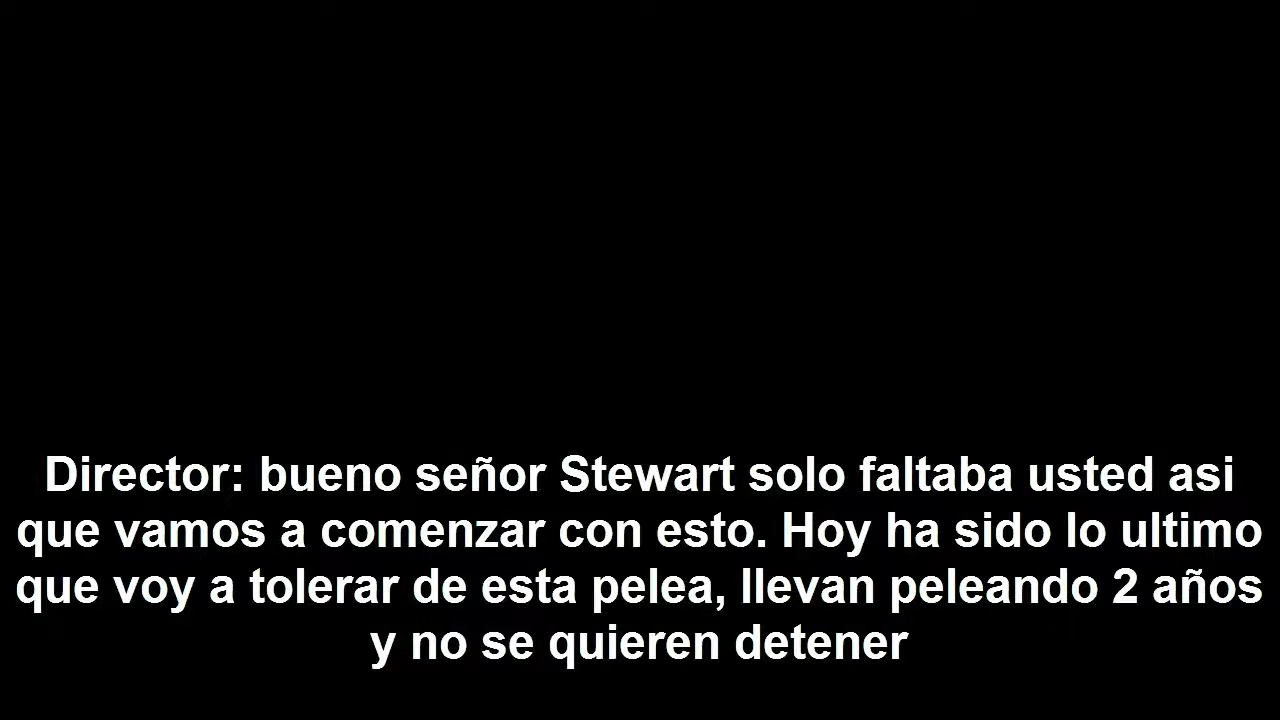 Director: bueno señor Stewart solo faltaba usted asi
que vamos a comenzar con esto. Hoy ha sido lo ultimo
que voy a tolerar de esta pelea, llevan peleando 2 años
y no se quieren detener